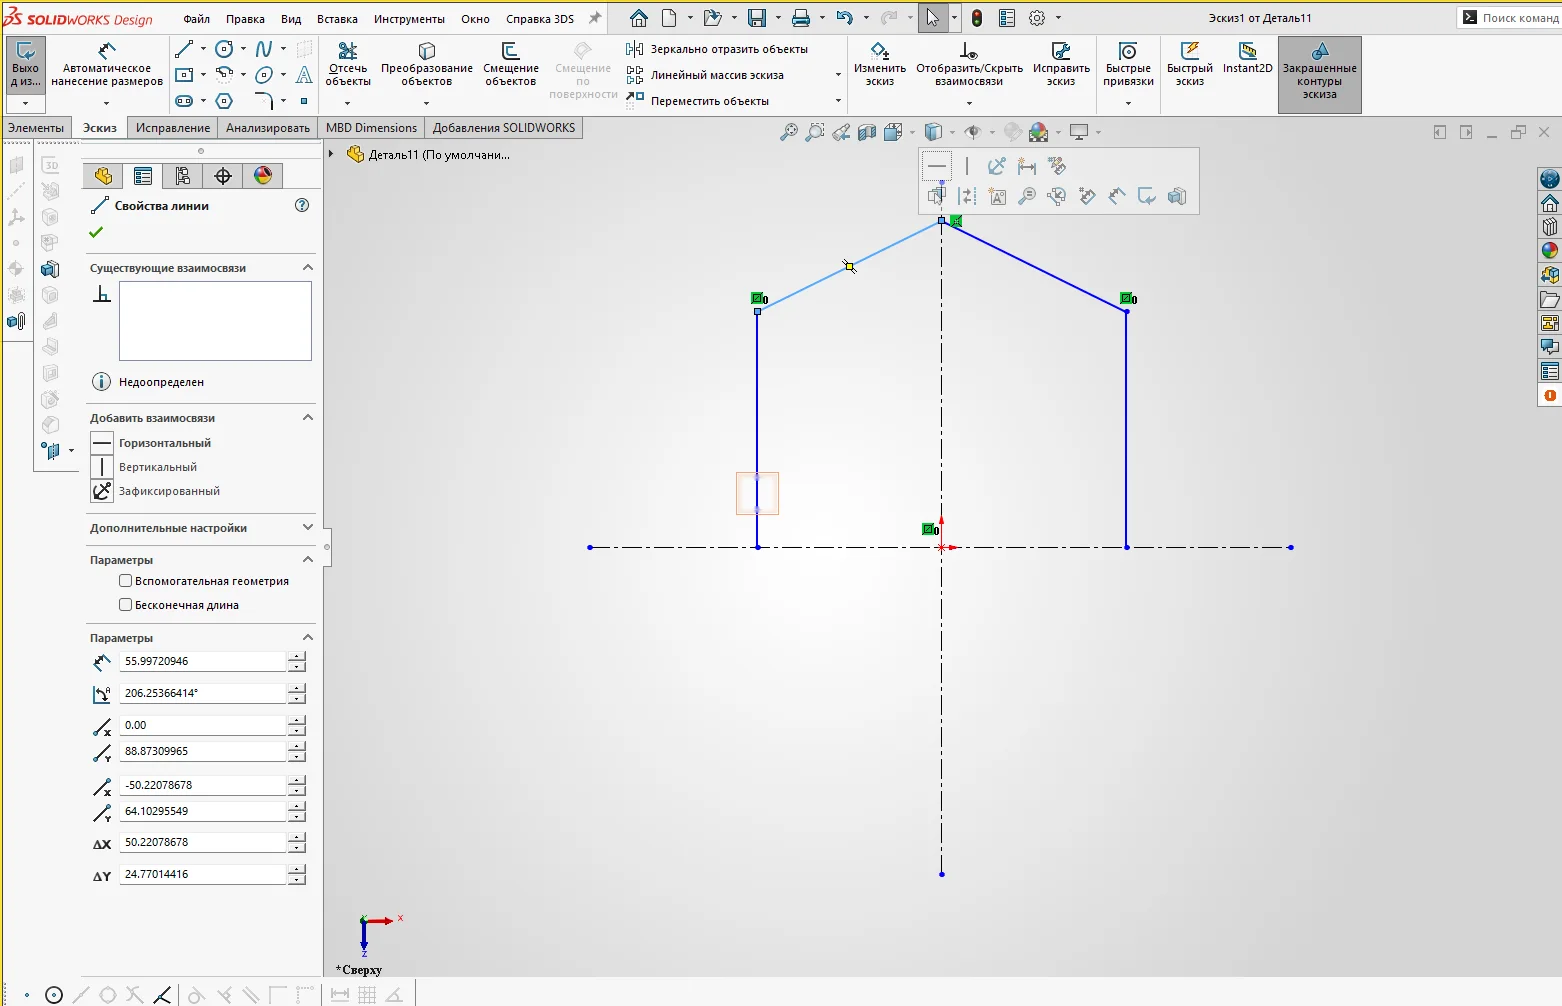 SOLIDWORKS Design
Файл
Правка
Вид
Вставка
Инструменты
Окно
Справка 3DS
Эскиз1 от Деталь11
Поиск команд
Выхо
д из...
Автоматическое
нанесение размеров
Отсечь
объекты
Преобразование
объектов
Смещение
объектов
Смещение
по
поверхности
Зеркально отразить объекты
Линейный массив эскиза
Переместить объекты
Изменить
эскиз
Отобразить/Скрыть
взаимосвязи
Исправить
эскиз
Быстрые
привязки
Быстрый
эскиз
Instant2D
Закрашенные
контуры
эскиза
Элементы
Эскиз
Исправление
Анализировать
MBD Dimensions
Добавления SOLIDWORKS
3D
Деталь11 (По умолчани...
Свойства линии
Существующие взаимосвязи
Недоопределен
Добавить взаимосвязи
Горизонтальный
Вертикальный
Зафиксированный
Дополнительные настройки
Параметры
Вспомогательная геометрия
Бесконечная длина
Параметры
55.99720946
206.25366414°
0.00
88.87309965
-50.22078678
64.10295549
ΔX 50.22078678
ΔY 24.77014416
0
0
0
X
Y
Z
*Сверху